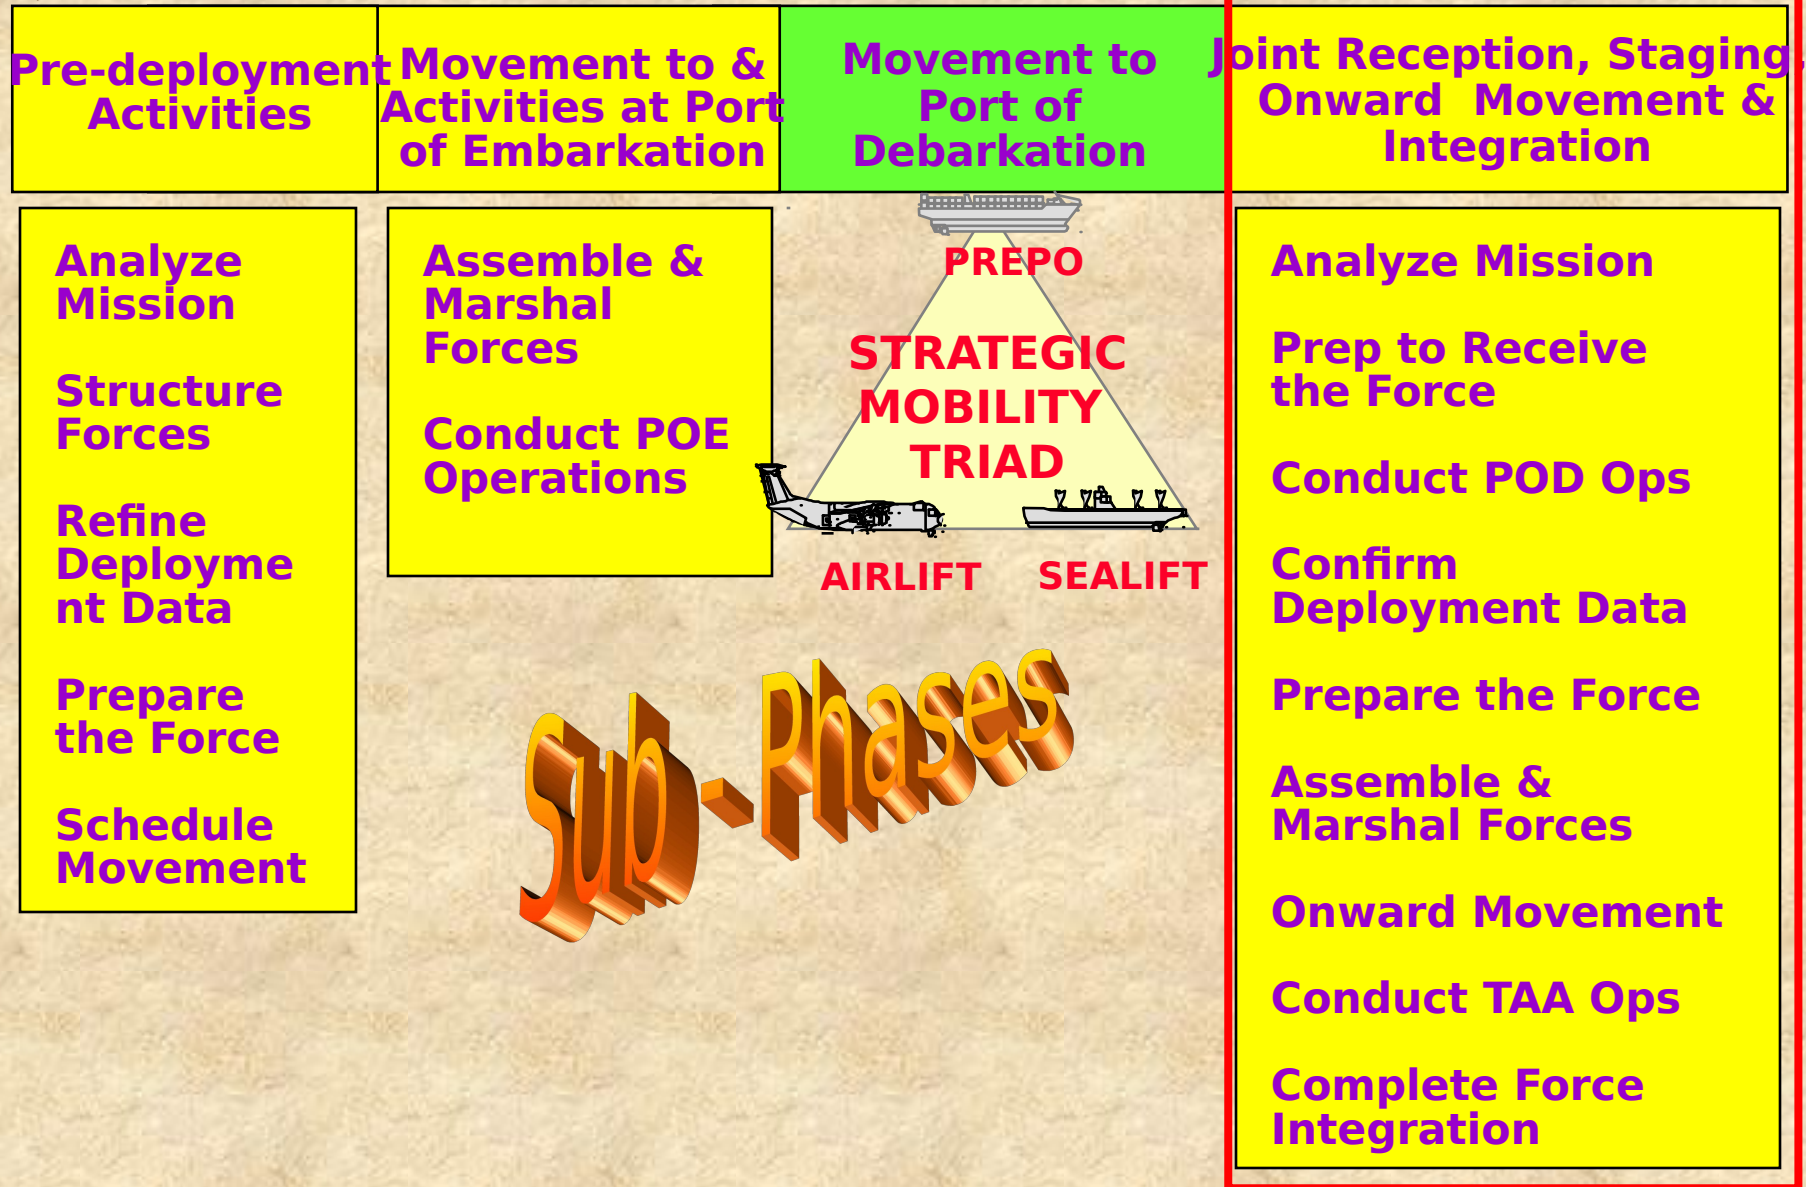 Pre-deployment
Activities
Movement to &
Activities at Port
of Embarkation
Movement to
Port of
Debarkation
Joint Reception, Staging,
Onward  Movement &
Integration
Analyze
Mission
Structure
Forces
Refine
Deployme
nt Data
Prepare
the Force
Schedule
Movement
Assemble &
Marshal
Forces
Conduct POE
Operations
PREPO
STRATEGIC
MOBILITY
TRIAD
AIRLIFT
SEALIFT
Sub - Phases
Analyze Mission
Prep to Receive
the Force
Conduct POD Ops
Confirm
Deployment Data
Prepare the Force
Assemble &
Marshal Forces
Onward Movement
Conduct TAA Ops
Complete Force
Integration